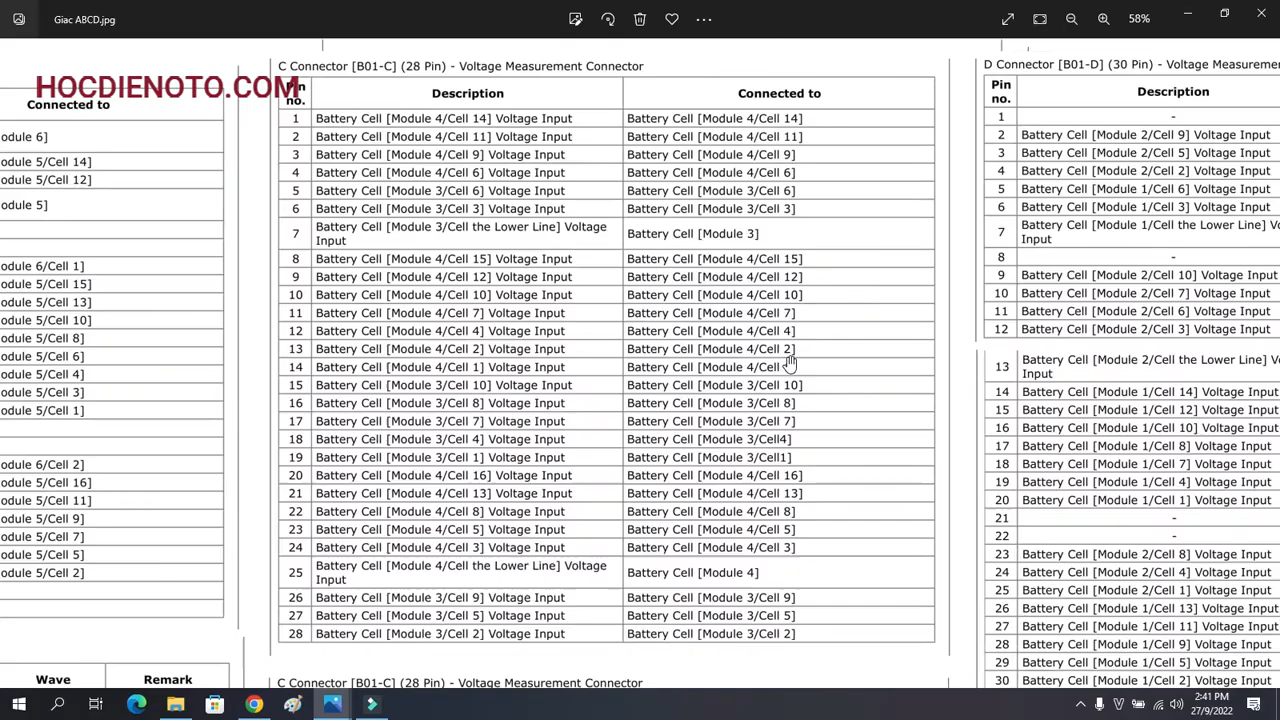 Giac ABCD.jpg
58%
HOCDIENOTO.COM
Connected to
odule 6]
odule 5/Cell 14]
odule 5/Cell 12]
odule 5]
odule 6/Cell 1]
odule 5/Cell 15]
odule 5/Cell 13]
odule 5/Cell 10]
odule 5/Cell 8]
odule 5/Cell 6]
odule 5/Cell 4]
odule 5/Cell 3]
odule 5/Cell 1]
odule 6/Cell 2]
odule 5/Cell 16]
odule 5/Cell 11]
odule 5/Cell 9]
odule 5/Cell 7]
odule 5/Cell 5]
odule 5/Cell 2]
Wave Remark
C Connector [B01-C] (28 Pin) - Voltage Measurement Connector
Pin no. Description Connected to
1 Battery Cell [Module 4/Cell 14] Voltage Input Battery Cell [Module 4/Cell 14]
2 Battery Cell [Module 4/Cell 11] Voltage Input Battery Cell [Module 4/Cell 11]
3 Battery Cell [Module 4/Cell 9] Voltage Input Battery Cell [Module 4/Cell 9]
4 Battery Cell [Module 4/Cell 6] Voltage Input Battery Cell [Module 4/Cell 6]
5 Battery Cell [Module 3/Cell 6] Voltage Input Battery Cell [Module 3/Cell 6]
6 Battery Cell [Module 3/Cell 3] Voltage Input Battery Cell [Module 3/Cell 3]
7 Battery Cell [Module 3/Cell the Lower Line] Voltage Input Battery Cell [Module 3]
8 Battery Cell [Module 4/Cell 15] Voltage Input Battery Cell [Module 4/Cell 15]
9 Battery Cell [Module 4/Cell 12] Voltage Input Battery Cell [Module 4/Cell 12]
10 Battery Cell [Module 4/Cell 10] Voltage Input Battery Cell [Module 4/Cell 10]
11 Battery Cell [Module 4/Cell 7] Voltage Input Battery Cell [Module 4/Cell 7]
12 Battery Cell [Module 4/Cell 4] Voltage Input Battery Cell [Module 4/Cell 4]
13 Battery Cell [Module 4/Cell 2] Voltage Input Battery Cell [Module 4/Cell 2]
14 Battery Cell [Module 4/Cell 1] Voltage Input Battery Cell [Module 4/Cell
15 Battery Cell [Module 3/Cell 10] Voltage Input Battery Cell [Module 3/Cell 10]
16 Battery Cell [Module 3/Cell 8] Voltage Input Battery Cell [Module 3/Cell 8]
17 Battery Cell [Module 3/Cell 7] Voltage Input Battery Cell [Module 3/Cell 7]
18 Battery Cell [Module 3/Cell 4] Voltage Input Battery Cell [Module 3/Cell4]
19 Battery Cell [Module 3/Cell 1] Voltage Input Battery Cell [Module 3/Cell1]
20 Battery Cell [Module 4/Cell 16] Voltage Input Battery Cell [Module 4/Cell 16]
21 Battery Cell [Module 4/Cell 13] Voltage Input Battery Cell [Module 4/Cell 13]
22 Battery Cell [Module 4/Cell 8] Voltage Input Battery Cell [Module 4/Cell 8]
23 Battery Cell [Module 4/Cell 5] Voltage Input Battery Cell [Module 4/Cell 5]
24 Battery Cell [Module 4/Cell 3] Voltage Input Battery Cell [Module 4/Cell 3]
25 Battery Cell [Module 4/Cell the Lower Line] Voltage Input Battery Cell [Module 4]
26 Battery Cell [Module 3/Cell 9] Voltage Input Battery Cell [Module 3/Cell 9]
27 Battery Cell [Module 3/Cell 5] Voltage Input Battery Cell [Module 3/Cell 5]
28 Battery Cell [Module 3/Cell 2] Voltage Input Battery Cell [Module 3/Cell 2]
C Connector [B01-C] (28 Pin) - Voltage Measurement Connector
D Connector [B01-D] (30 Pin) - Voltage Measuremen
Pin no. Description
1 -
2 Battery Cell [Module 2/Cell 9] Voltage Input
3 Battery Cell [Module 2/Cell 5] Voltage Input
4 Battery Cell [Module 2/Cell 2] Voltage Input
5 Battery Cell [Module 1/Cell 6] Voltage Input
6 Battery Cell [Module 1/Cell 3] Voltage Input
7 Battery Cell [Module 1/Cell the Lower Line] Vo
Input
8 -
9 Battery Cell [Module 2/Cell 10] Voltage Input
10 Battery Cell [Module 2/Cell 7] Voltage Input
11 Battery Cell [Module 2/Cell 6] Voltage Input
12 Battery Cell [Module 2/Cell 3] Voltage Input
13 Battery Cell [Module 2/Cell the Lower Line] Vo
Input
14 Battery Cell [Module 1/Cell 14] Voltage Input
15 Battery Cell [Module 1/Cell 12] Voltage Input
16 Battery Cell [Module 1/Cell 10] Voltage Input
17 Battery Cell [Module 1/Cell 8] Voltage Input
18 Battery Cell [Module 1/Cell 7] Voltage Input
19 Battery Cell [Module 1/Cell 4] Voltage Input
20 Battery Cell [Module 1/Cell 1] Voltage Input
21 -
22 -
23 Battery Cell [Module 2/Cell 8] Voltage Input
24 Battery Cell [Module 2/Cell 4] Voltage Input
25 Battery Cell [Module 2/Cell 1] Voltage Input
26 Battery Cell [Module 1/Cell 13] Voltage Input
27 Battery Cell [Module 1/Cell 11] Voltage Input
28 Battery Cell [Module 1/Cell 9] Voltage Input
29 Battery Cell [Module 1/Cell 5] Voltage Input
30 Battery Cell [Module 1/Cell 2] Voltage Input
2:41 PM
27/9/2022